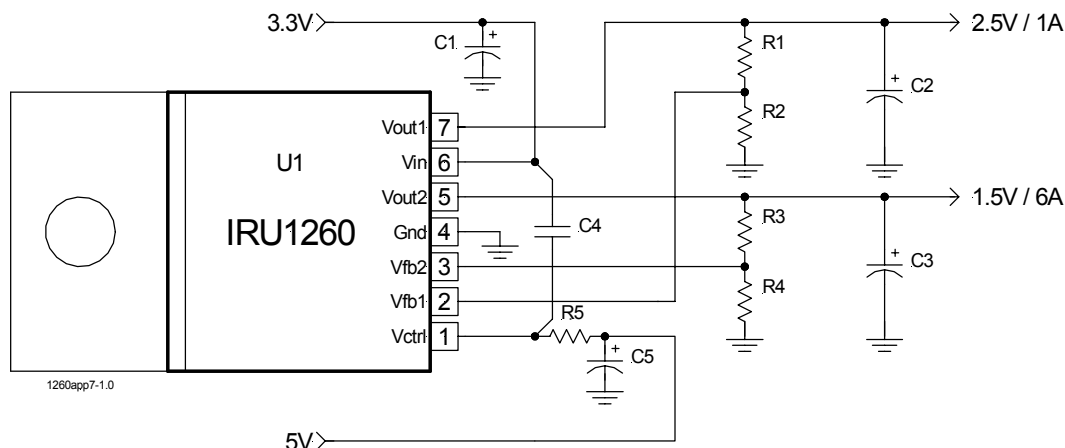 3.3V
C1
+
R1
2.5V / 1A
+
C2
R2
Vout1 7
U1
Vin 6
Vout2 5
1.5V / 6A
R3
IRU1260
C4
Gnd 4
+
C3
Vfb2 3
R4
Vfb1 2
R5
Vctrl 1
+
C5
1260app7-1.0
5V